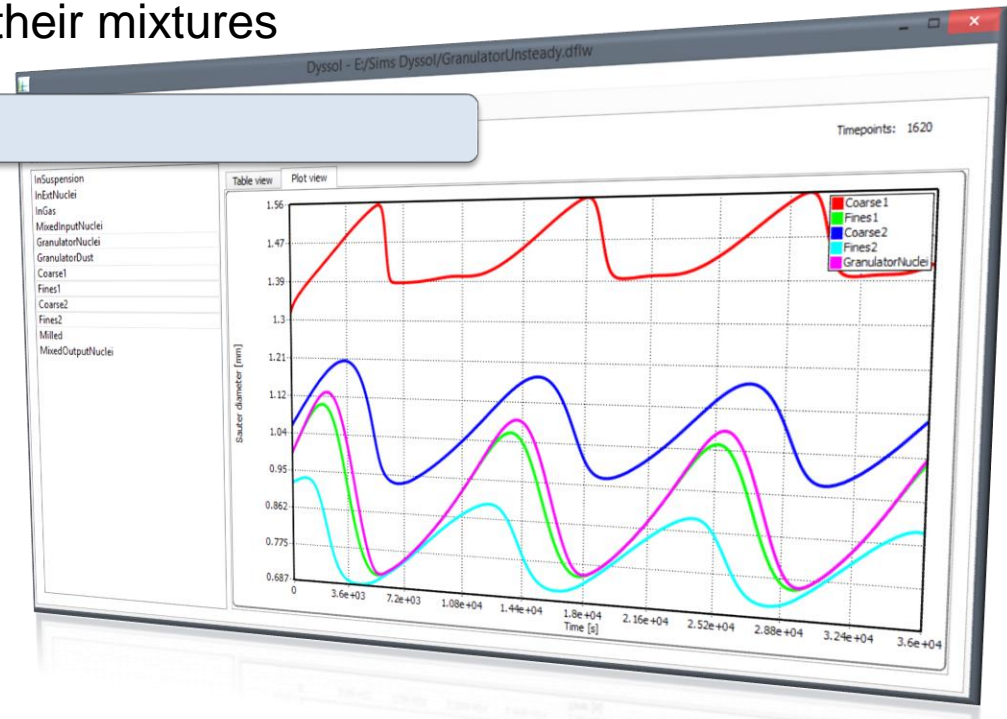 their mixtures
Dyssol - E:/Sims Dyssol/GranulatorUnsteady.dflw
Timepoints: 1620
InSuspension
InExtNuclei
InGas
MixedInputNuclei
GranulatorNuclei
GranulatorDust
Coarse1
Fines1
Coarse2
Fines2
Milled
MixedOutputNuclei
Table view
Plot view
Sauter diameter [mm]
1.56
1.47
1.39
1.3
1.21
1.12
1.04
0.95
0.862
0.775
0.687
Coarse1
Fines1
Coarse2
Fines2
GranulatorNuclei
0
3.6e+03
7.2e+03
1.08e+04
1.44e+04
1.8e+04
2.16e+04
2.52e+04
2.88e+04
3.24e+04
3.6e+04
Time [s]